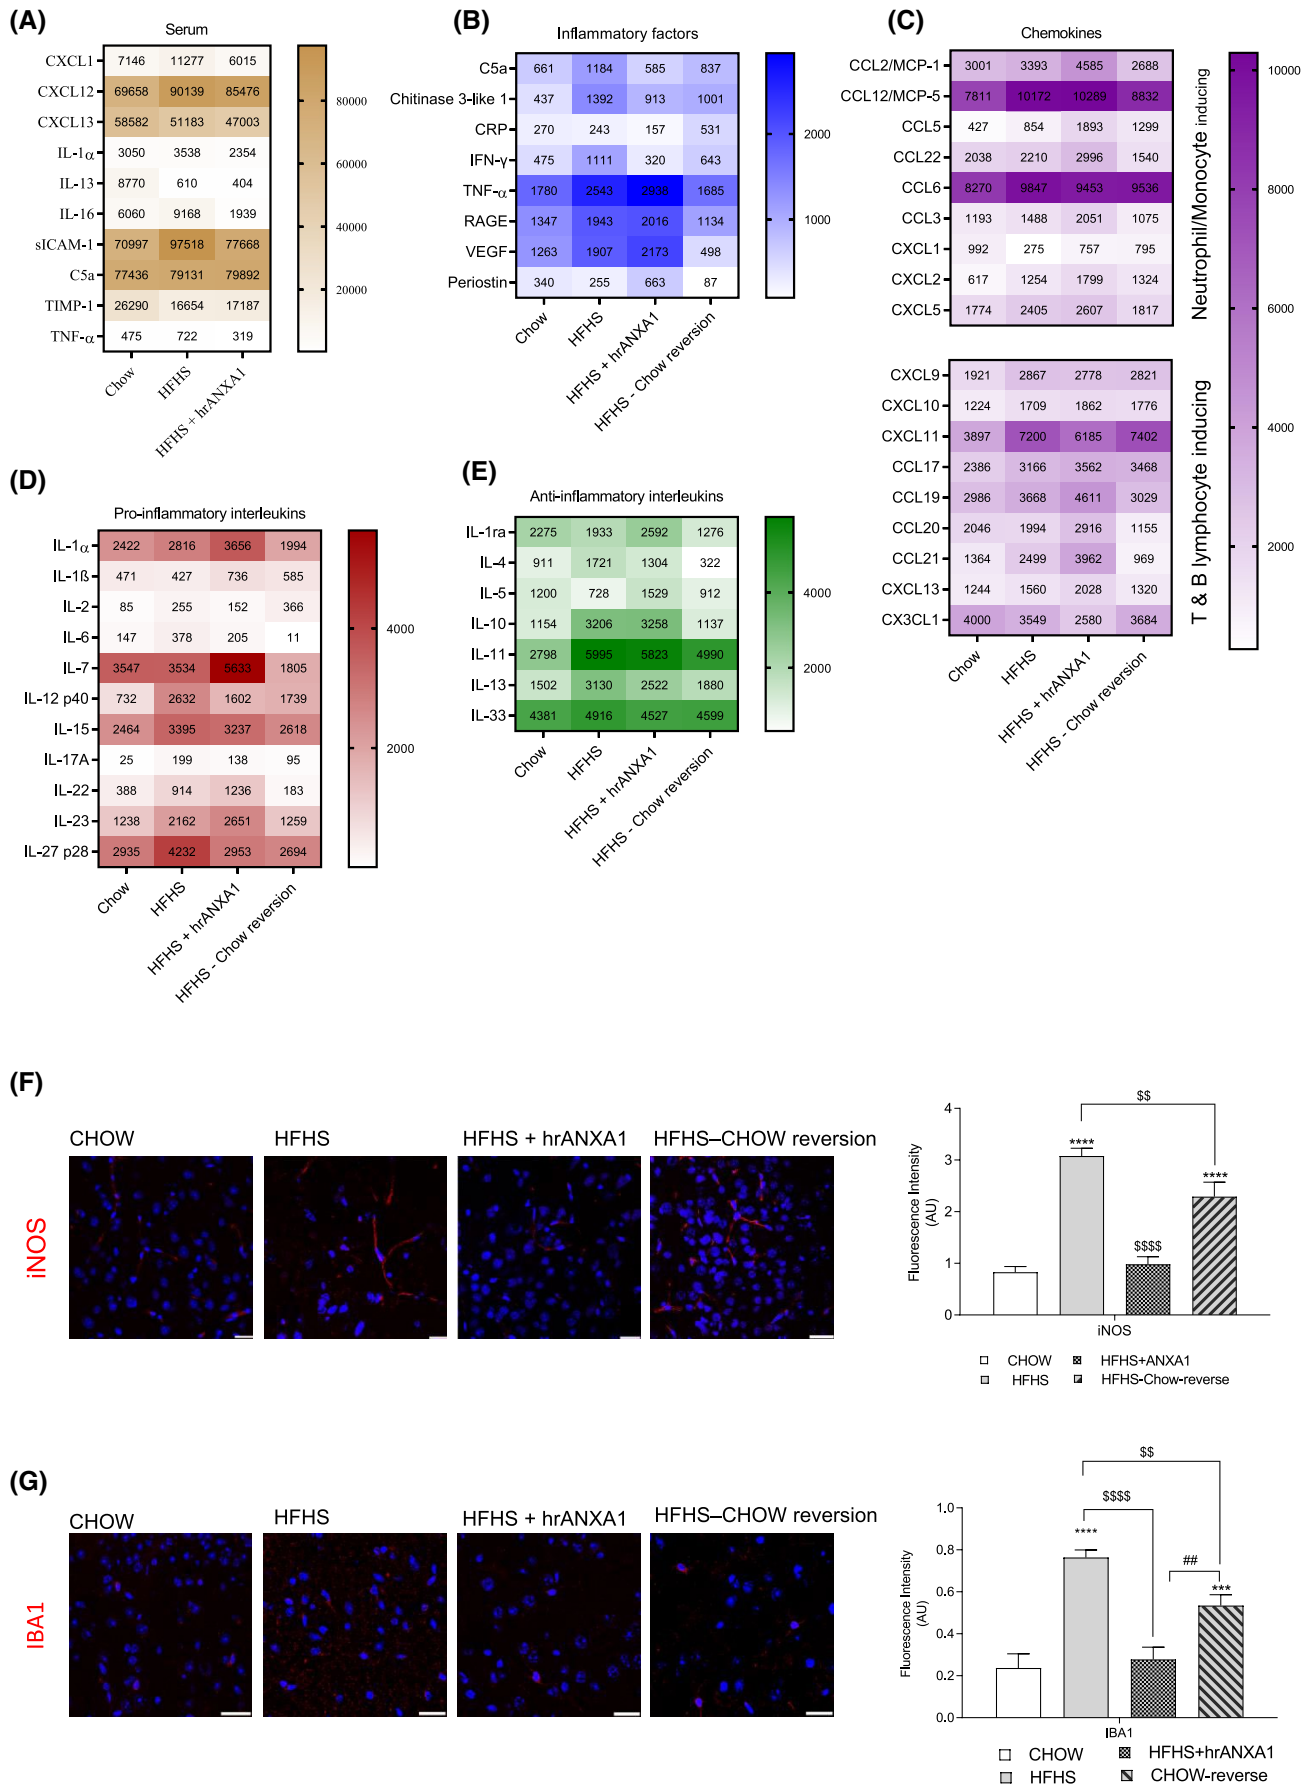 (A)
Serum
CXCL1 7146 11277 6015
CXCL12 69658 90139 85476
CXCL13 58582 51183 47003
IL-1α 3050 3538 2354
IL-13 8770 610 404
IL-16 6060 9168 1939
sICAM-1 70997 97518 77668
C5a 77436 79131 79892
TIMP-1 26290 16654 17187
TNF-α 475 722 319
Chow
HFHS
HFHS + hrANXA1
80000
60000
40000
20000
(B)
Inflammatory factors
C5a 661 1184 585 837
Chitinase 3-like 1 437 1392 913 1001
CRP 270 243 157 531
IFN-γ 475 1111 320 643
TNF-α 1780 2543 2938 1685
RAGE 1347 1943 2016 1134
VEGF 1263 1907 2173 498
Periostin 340 255 663 87
Chow
HFHS
HFHS + hrANXA1
HFHS - Chow reversion
2000
1000
(C)
Chemokines
CCL2/MCP-1 3001 3393 4585 2688
CCL12/MCP-5 7811 10172 10289 8832
CCL5 427 854 1893 1299
CCL22 2038 2210 2996 1540
CCL6 8270 9847 9453 9536
CCL3 1193 1488 2051 1075
CXCL1 992 275 757 795
CXCL2 617 1254 1799 1324
CXCL5 1774 2405 2607 1817
Neutrophil/Monocyte inducing
CXCL9 1921 2867 2778 2821
CXCL10 1224 1709 1862 1776
CXCL11 3897 7200 6185 7402
CCL17 2386 3166 3562 3468
CCL19 2986 3668 4611 3029
CCL20 2046 1994 2916 1155
CCL21 1364 2499 3962 969
CXCL13 1244 1560 2028 1320
CX3CL1 4000 3549 2580 3684
T & B lymphocyte inducing
Chow
HFHS
HFHS + hrANXA1
HFHS - Chow reversion
10000
8000
6000
4000
2000
(D)
Pro-inflammatory interleukins
IL-1α 2422 2816 3656 1994
IL-1ß 471 427 736 585
IL-2 85 255 152 366
IL-6 147 378 205 11
IL-7 3547 3534 5633 1805
IL-12 p40 732 2632 1602 1739
IL-15 2464 3395 3237 2618
IL-17A 25 199 138 95
IL-22 388 914 1236 183
IL-23 1238 2162 2651 1259
IL-27 p28 2935 4232 2953 2694
Chow
HFHS
HFHS + hrANXA1
HFHS - Chow reversion
4000
2000
(E)
Anti-inflammatory interleukins
IL-1ra 2275 1933 2592 1276
IL-4 911 1721 1304 322
IL-5 1200 728 1529 912
IL-10 1154 3206 3258 1137
IL-11 2798 5995 5823 4990
IL-13 1502 3130 2522 1880
IL-33 4381 4916 4527 4599
Chow
HFHS
HFHS + hrANXA1
HFHS - Chow reversion
4000
2000
(F)
CHOW HFHS HFHS + hrANXA1 HFHS–CHOW reversion
iNOS
Fluorescence Intensity
(AU)
4
3
2
1
0
$$
****
$$$$
****
iNOS
CHOW HFHS+ANXA1
HFHS HFHS-Chow-reverse
(G)
CHOW HFHS HFHS + hrANXA1 HFHS–CHOW reversion
IBA1
Fluorescence Intensity
(AU)
1.0
0.8
0.6
0.4
0.2
0.0
$$
$$$$
****
##
***
IBA1
CHOW HFHS+hrANXA1
HFHS CHOW-reverse